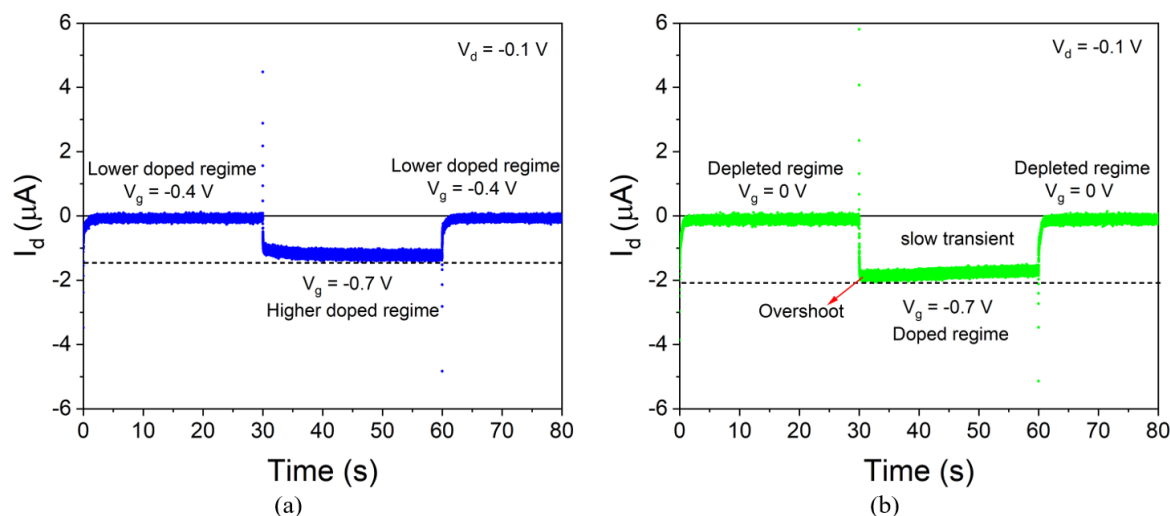 6
4
2
0
-2
-4
-6
I_d (μA)
V_d = -0.1 V
Lower doped regime
V_g = -0.4 V
Lower doped regime
V_g = -0.4 V
V_g = -0.7 V
Higher doped regime
0 10 20 30 40 50 60 70 80
Time (s)
(a)
6
4
2
0
-2
-4
-6
I_d (μA)
V_d = -0.1 V
Depleted regime
V_g = 0 V
Depleted regime
V_g = 0 V
slow transient
Overshoot
V_g = -0.7 V
Doped regime
0 10 20 30 40 50 60 70 80
Time (s)
(b)